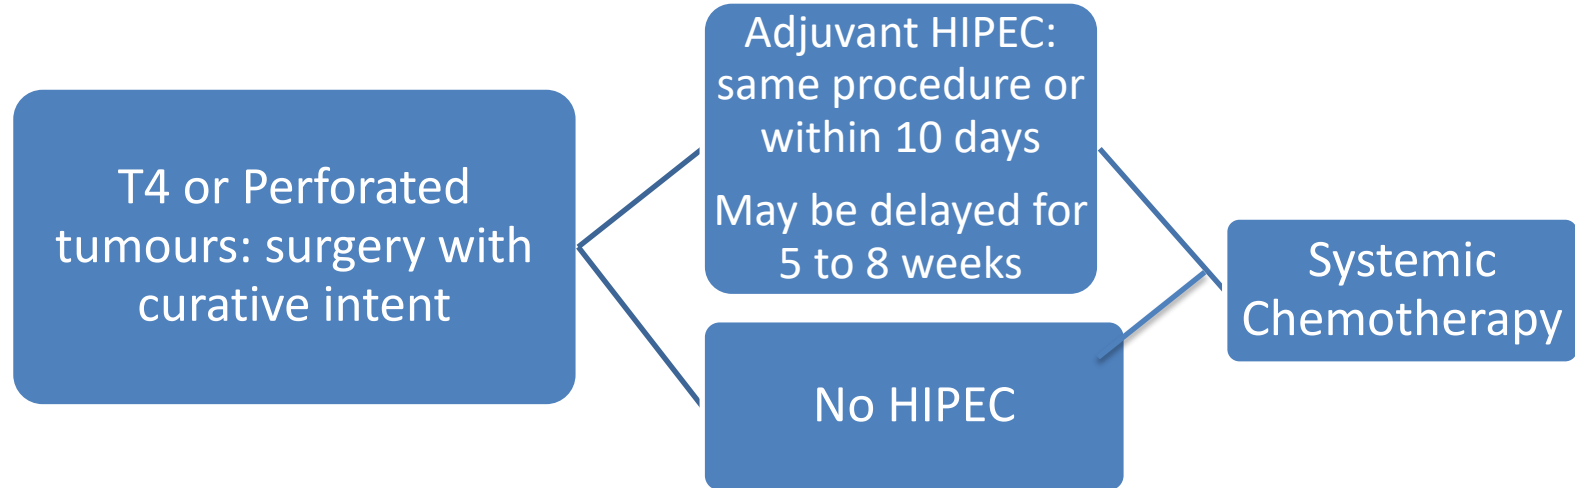 T4 or Perforated
tumours: surgery with
curative intent
Adjuvant HIPEC:
same procedure or
within 10 days
May be delayed for
5 to 8 weeks
No HIPEC
Systemic
Chemotherapy